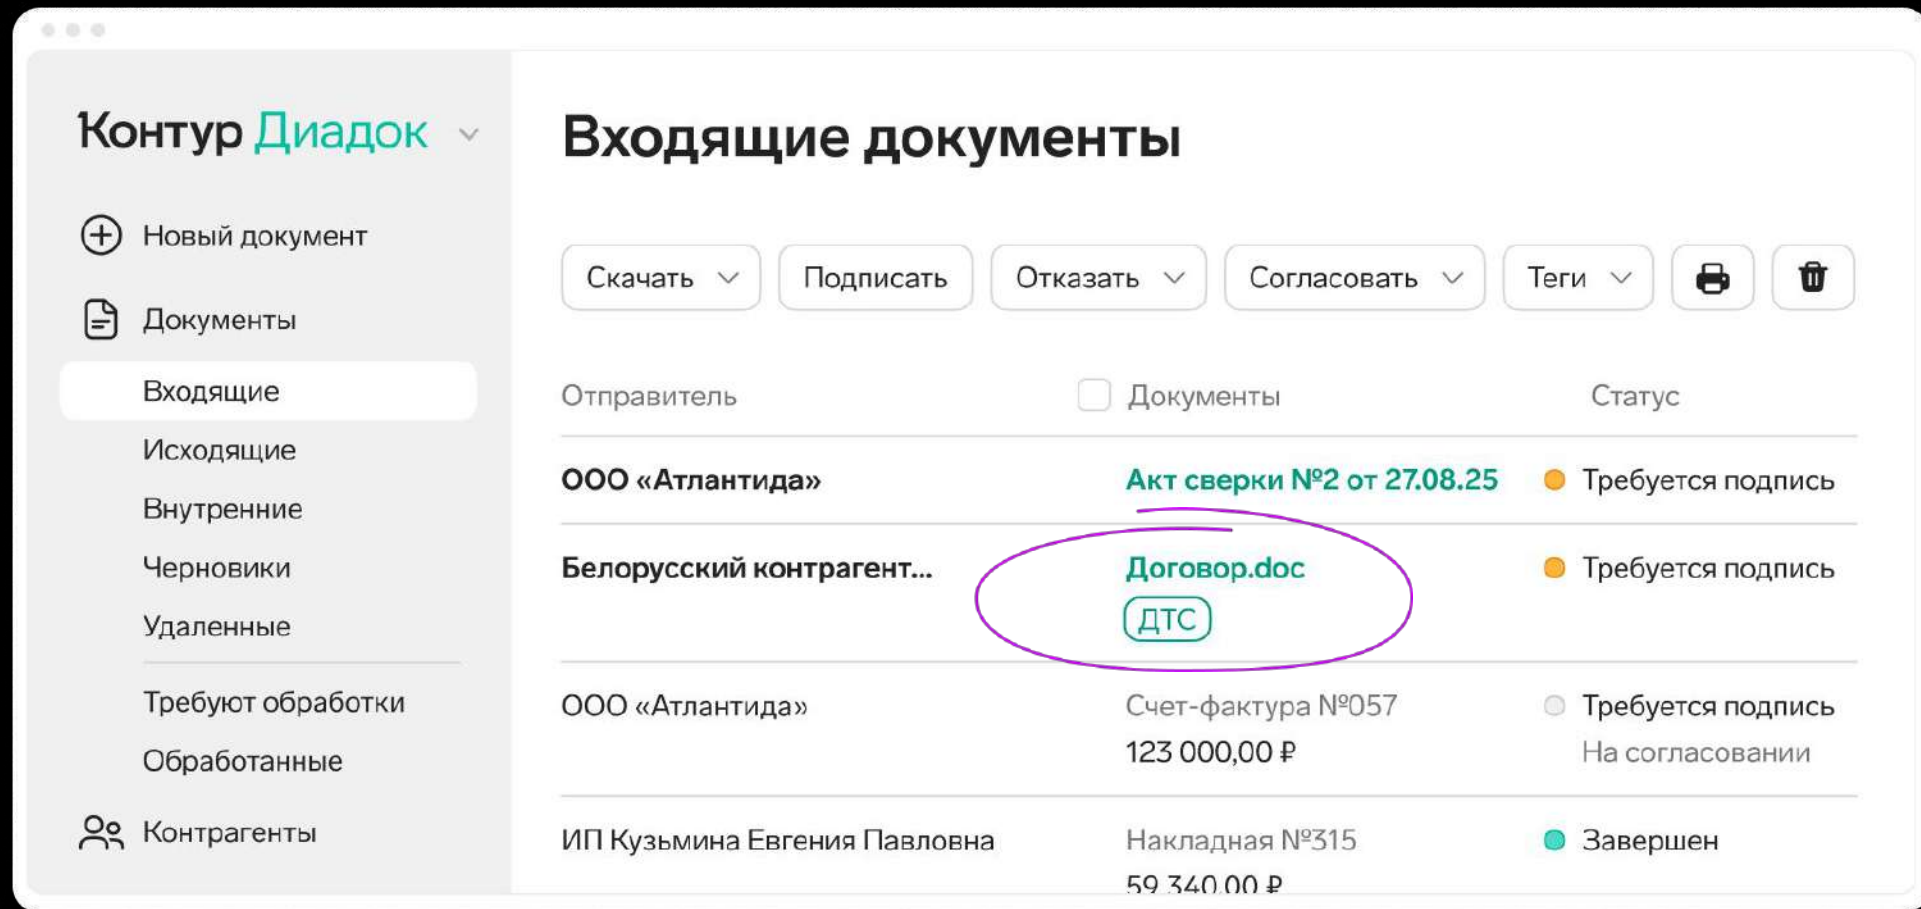 Контур Диадок
Новый документ
Документы
Входящие
Исходящие
Внутренние
Черновики
Удаленные
Требуют обработки
Обработанные
Контрагенты
Входящие документы
Скачать Подписать Отказать Согласовать Теги
Отправитель Документы Статус
ООО «Атлантида» Акт сверки №2 от 27.08.25 Требуется подпись
Белорусский контрагент... Договор.doc Требуется подпись
ДТС
ООО «Атлантида» Счет-фактура №057 Требуется подпись
123 000,00 ₽ На согласовании
ИП Кузьмина Евгения Павловна Накладная №315 Завершен
59 340,00 ₽